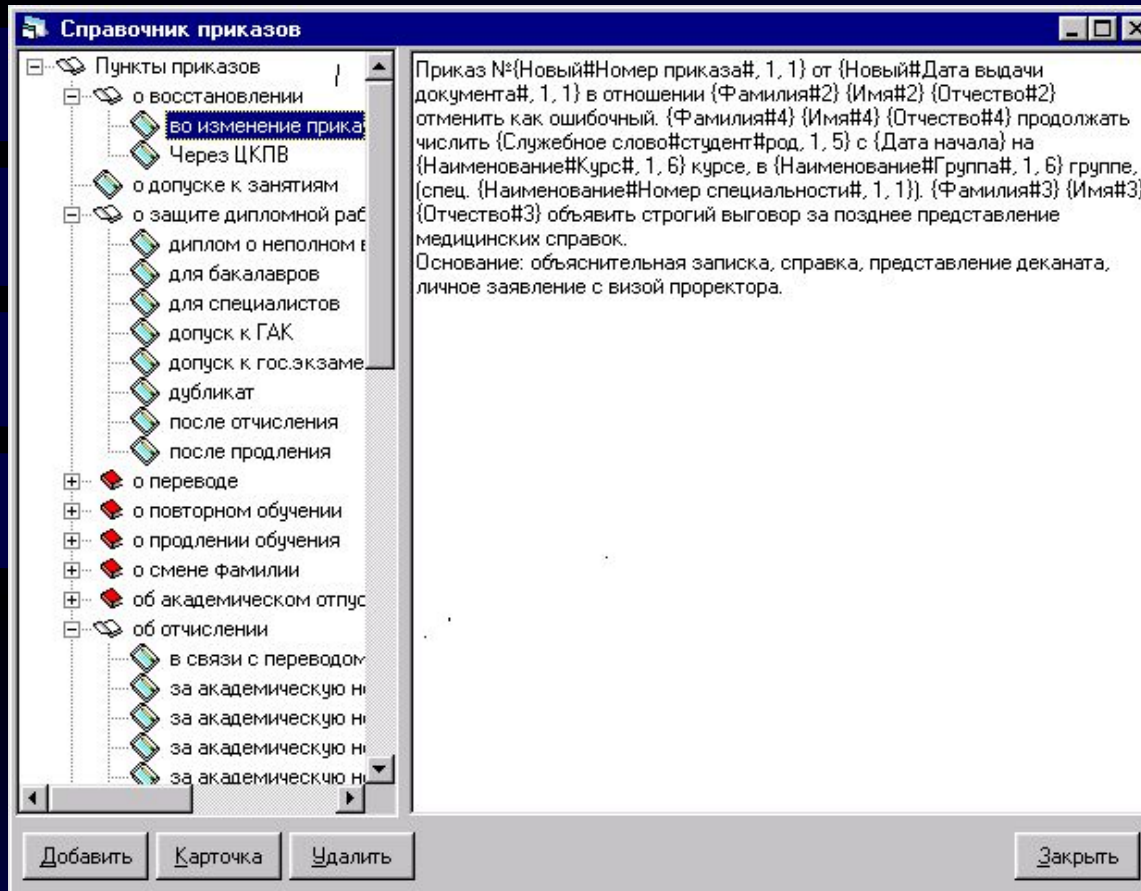 Справочник приказов
Пункты приказов
о восстановлении
во изменение прика
Через ЦКПВ
о допуске к занятиям
о защите дипломной раб
диплом о неполном в
для бакалавров
для специалистов
допуск к ГАК
допуск к гос.экзаме
дубликат
после отчисления
после продления
о переводе
о повторном обучении
о продлении обучения
о смене фамилии
об академическом отпус
об отчислении
в связи с переводом
за академическую не
за академическую не
за академическую не
за академическую не
Приказ №{Новый#Номер приказа#, 1, 1} от {Новый#Дата выдачи
документа#, 1, 1} в отношении {Фамилия#2} {Имя#2} {Отчество#2}
отменить как ошибочный. {Фамилия#4} {Имя#4} {Отчество#4} продолжать
числить {Служебное слово#студент#род, 1, 5} с {Дата начала} на
{Наименование#Курс#, 1, 6} курсе, в {Наименование#Группа#, 1, 6} группе,
(спец. {Наименование#Номер специальности#, 1, 1}). {Фамилия#3} {Имя#3}
{Отчество#3} объявить строгий выговор за позднее представление
медицинских справок.
Основание: объяснительная записка, справка, представление деканата,
личное заявление с визой проректора.
Добавить
Карточка
Удалить
Закрыть